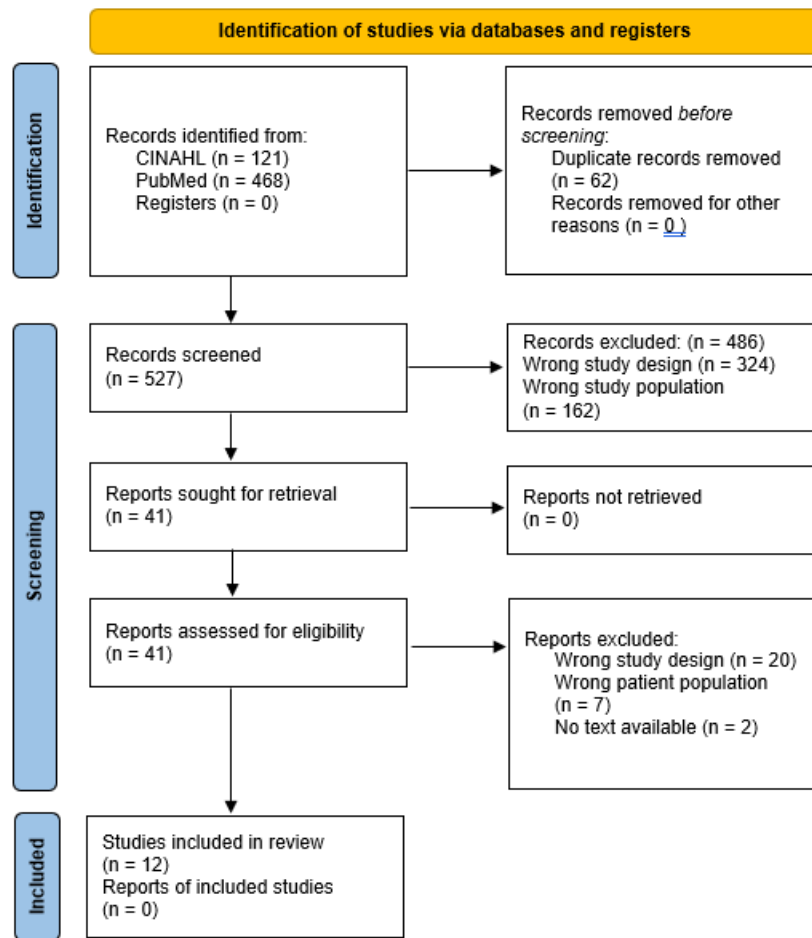 Identification of studies via databases and registers
Identification
Records identified from:
CINAHL (n = 121)
PubMed (n = 468)
Registers (n = 0)
Records removed before
screening:
Duplicate records removed
(n = 62)
Records removed for other
reasons (n = 0 )
Screening
Records screened
(n = 527)
Records excluded: (n = 486)
Wrong study design (n = 324)
Wrong study population
(n = 162)
Reports sought for retrieval
(n = 41)
Reports not retrieved
(n = 0)
Reports assessed for eligibility
(n = 41)
Reports excluded:
Wrong study design (n = 20)
Wrong patient population
(n = 7)
No text available (n = 2)
Included
Studies included in review
(n = 12)
Reports of included studies
(n = 0)